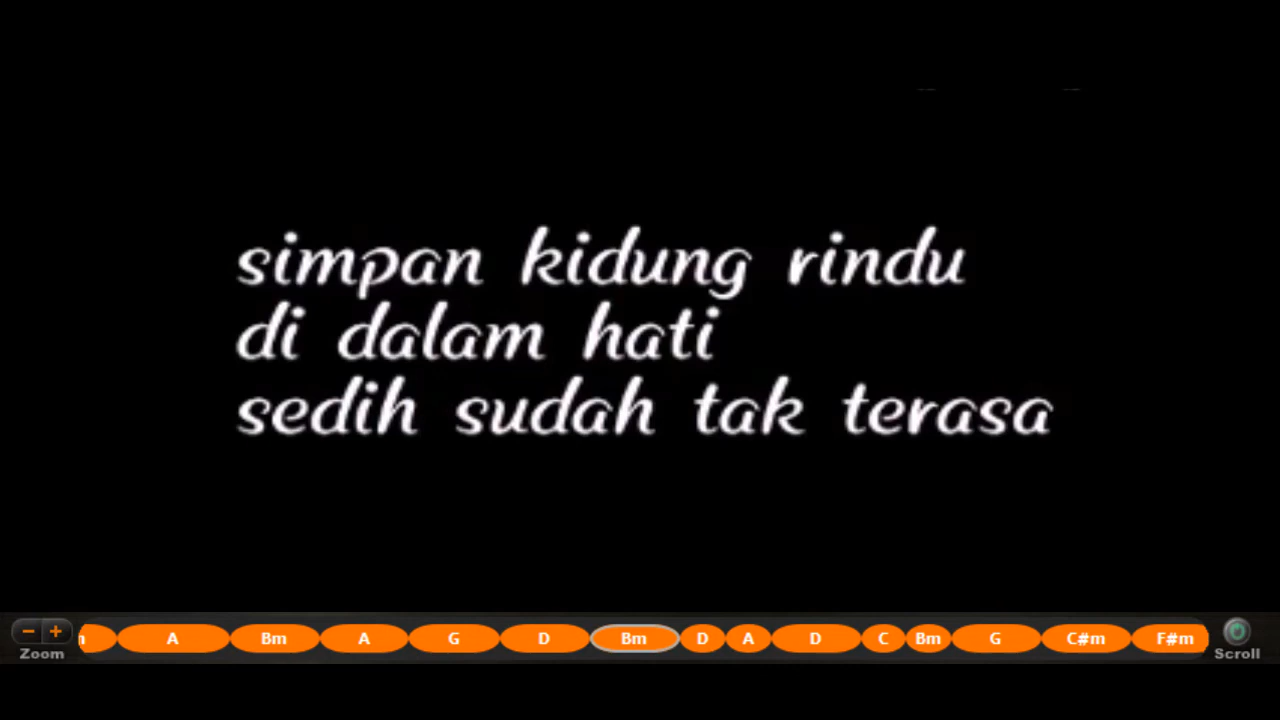 simpan kidung rindu
di dalam hati
sedih sudah tak terasa
A Bm A G D Bm D A D C Bm G C#m F#m
Zoom Scroll